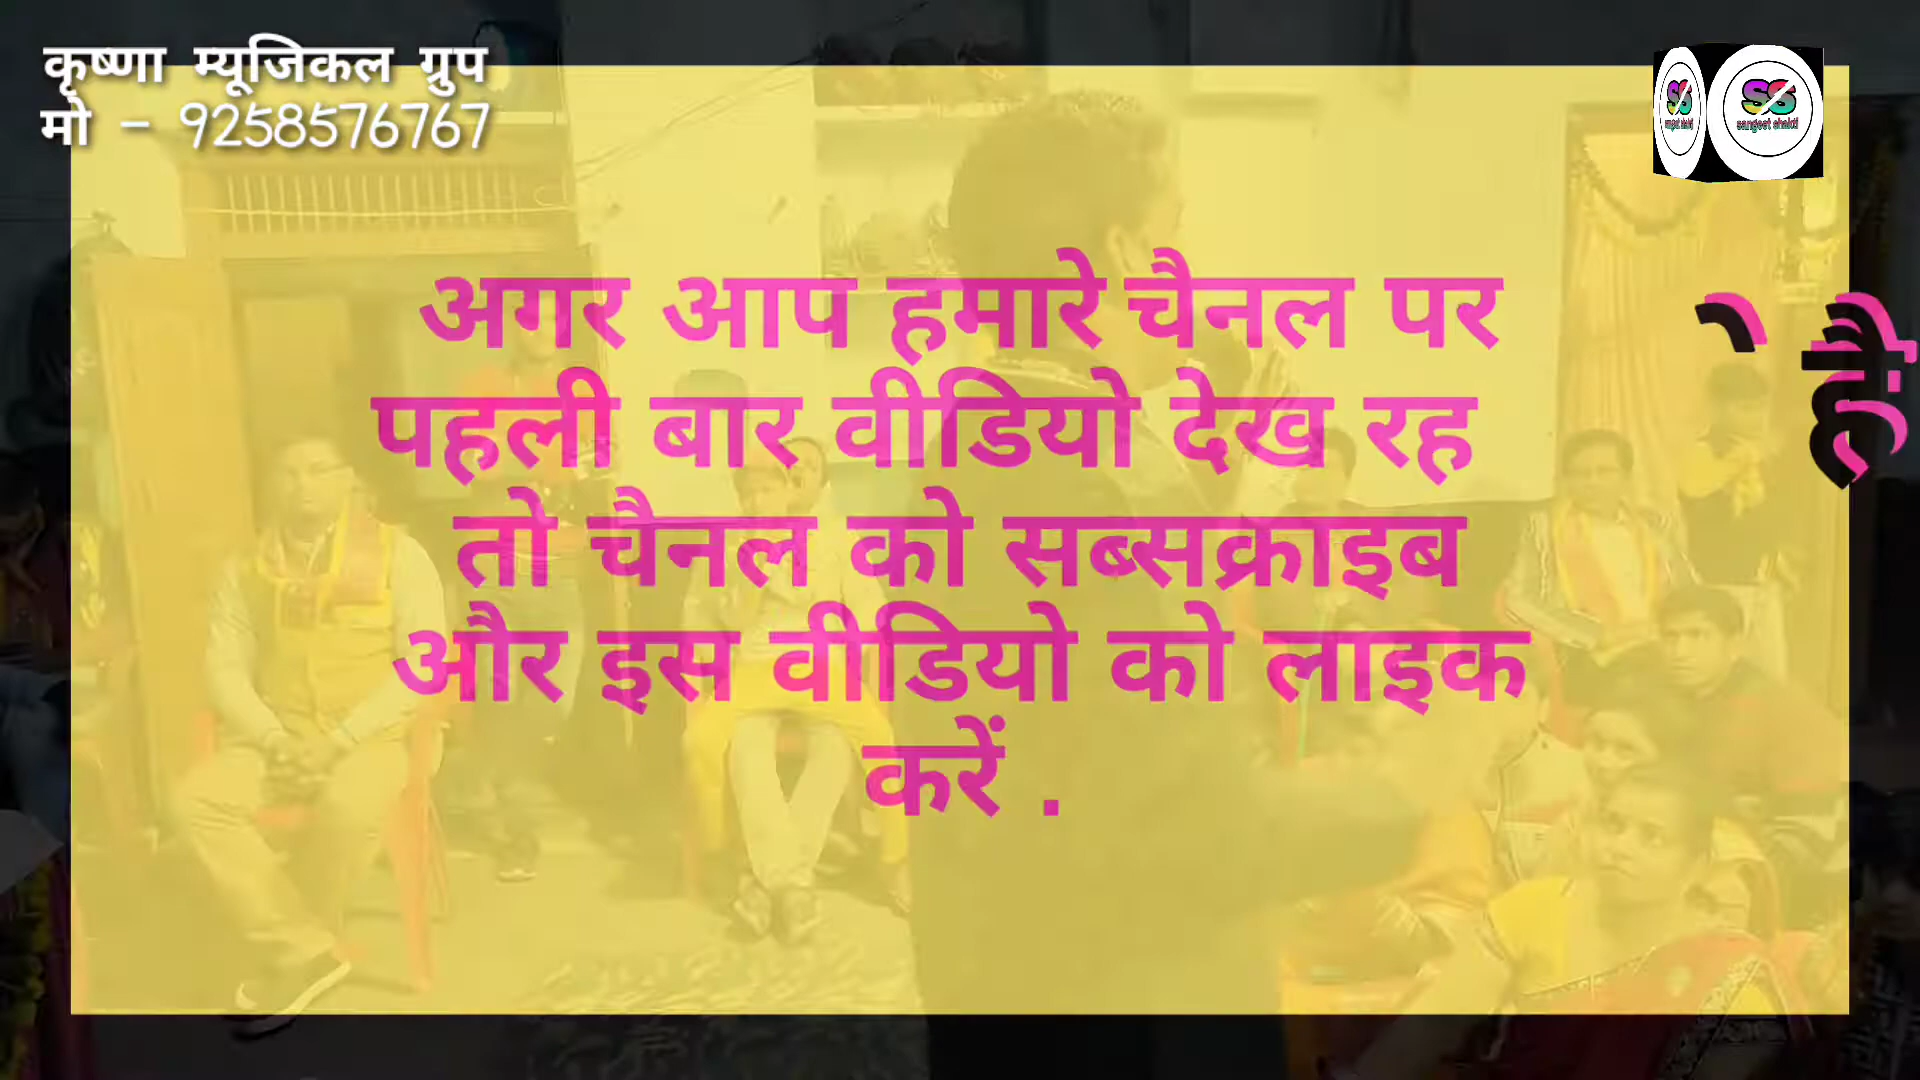 कृष्णा म्यूजिकल ग्रुप
मो - 9258576767
SS
sangeet shakti
अगर आप हमारे चैनल पर
पहली बार वीडियो देख रह
े हैं
तो चैनल को सब्सक्राइब
और इस वीडियो को लाइक
करें .